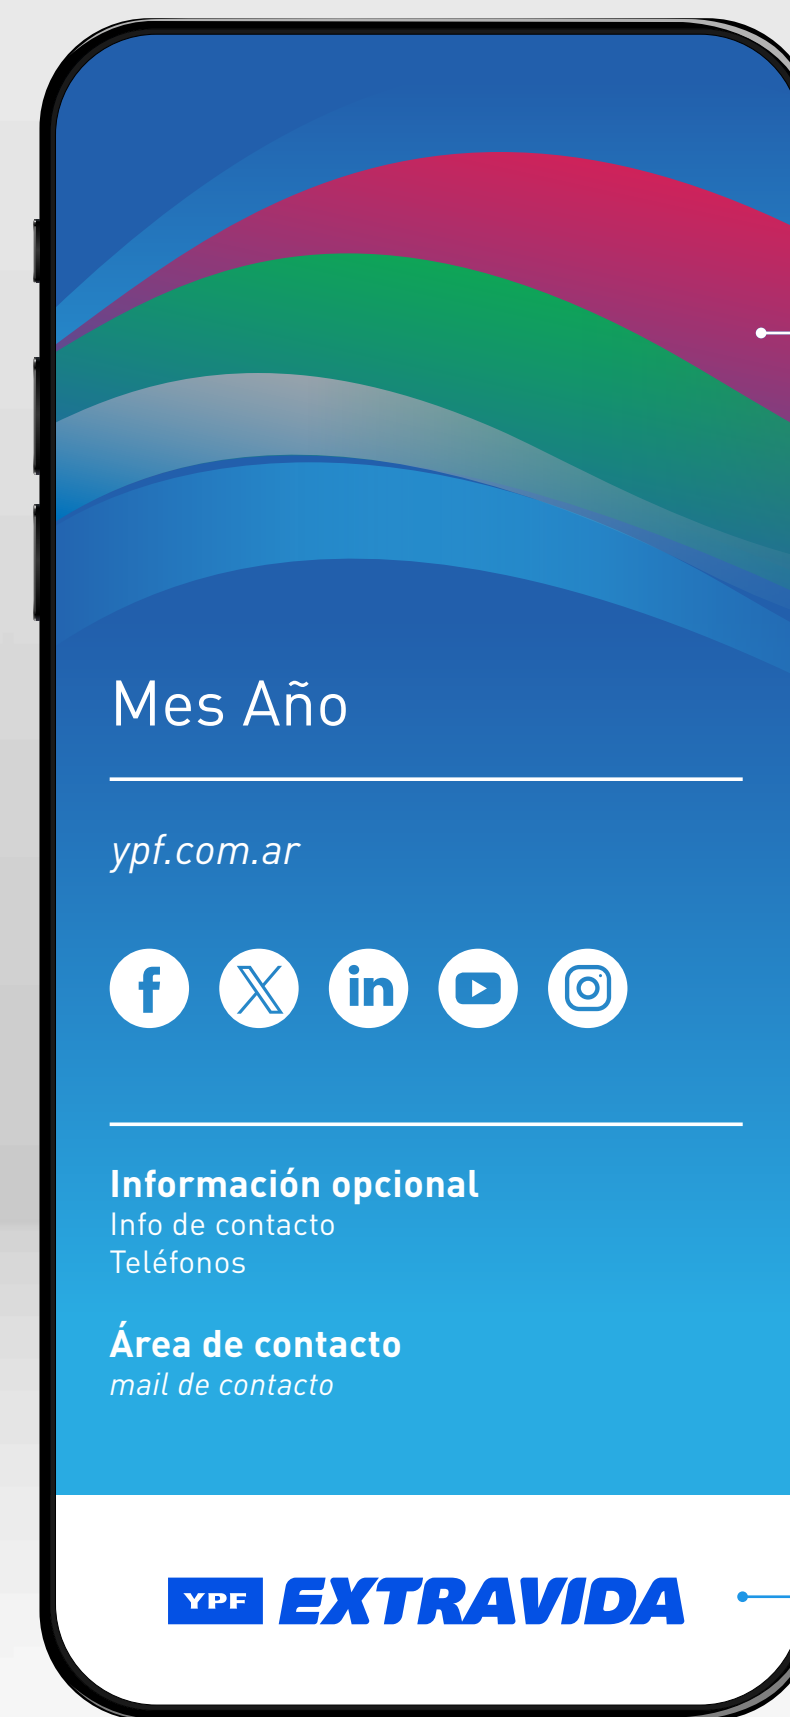 Mes Año
ypf.com.ar
Información opcional
Info de contacto
Teléfonos
Área de contacto
mail de contacto
YPF EXTRAVIDA